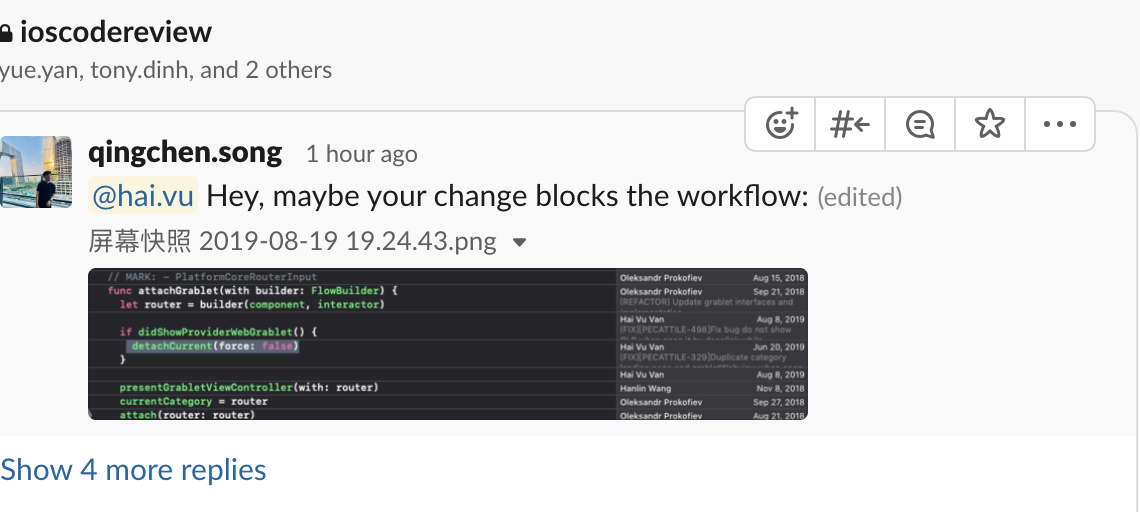 ioscodereview
yue.yan, tony.dinh, and 2 others
qingchen.song 1 hour ago
@hai.vu Hey, maybe your change blocks the workflow: (edited)
屏幕快照 2019-08-19 19.24.43.png
// MARK: - PlatformCoreRouterInput
func attachGrablet(with builder: FlowBuilder) {
let router = builder(component, interactor)
if didShowProviderWebGrablet() {
detachCurrent(force: false)
}
presentGrabletViewController(with: router)
currentCategory = router
attach(router: router)
Oleksandr Prokofiev Aug 15, 2018
Oleksandr Prokofiev Sep 21, 2018
(REFACTOR) Update grablet interfaces and
Hai Vu Van Aug 8, 2019
(FIX)[PECATTILE-498]Fix bug do not show
Hai Vu Van Jun 20, 2019
(FIX)[PECATTILE-329]Duplicate category
Hai Vu Van Aug 8, 2019
Hanlin Wang Nov 8, 2018
Oleksandr Prokofiev Sep 27, 2018
Oleksandr Prokofiev Aug 21, 2018
Show 4 more replies